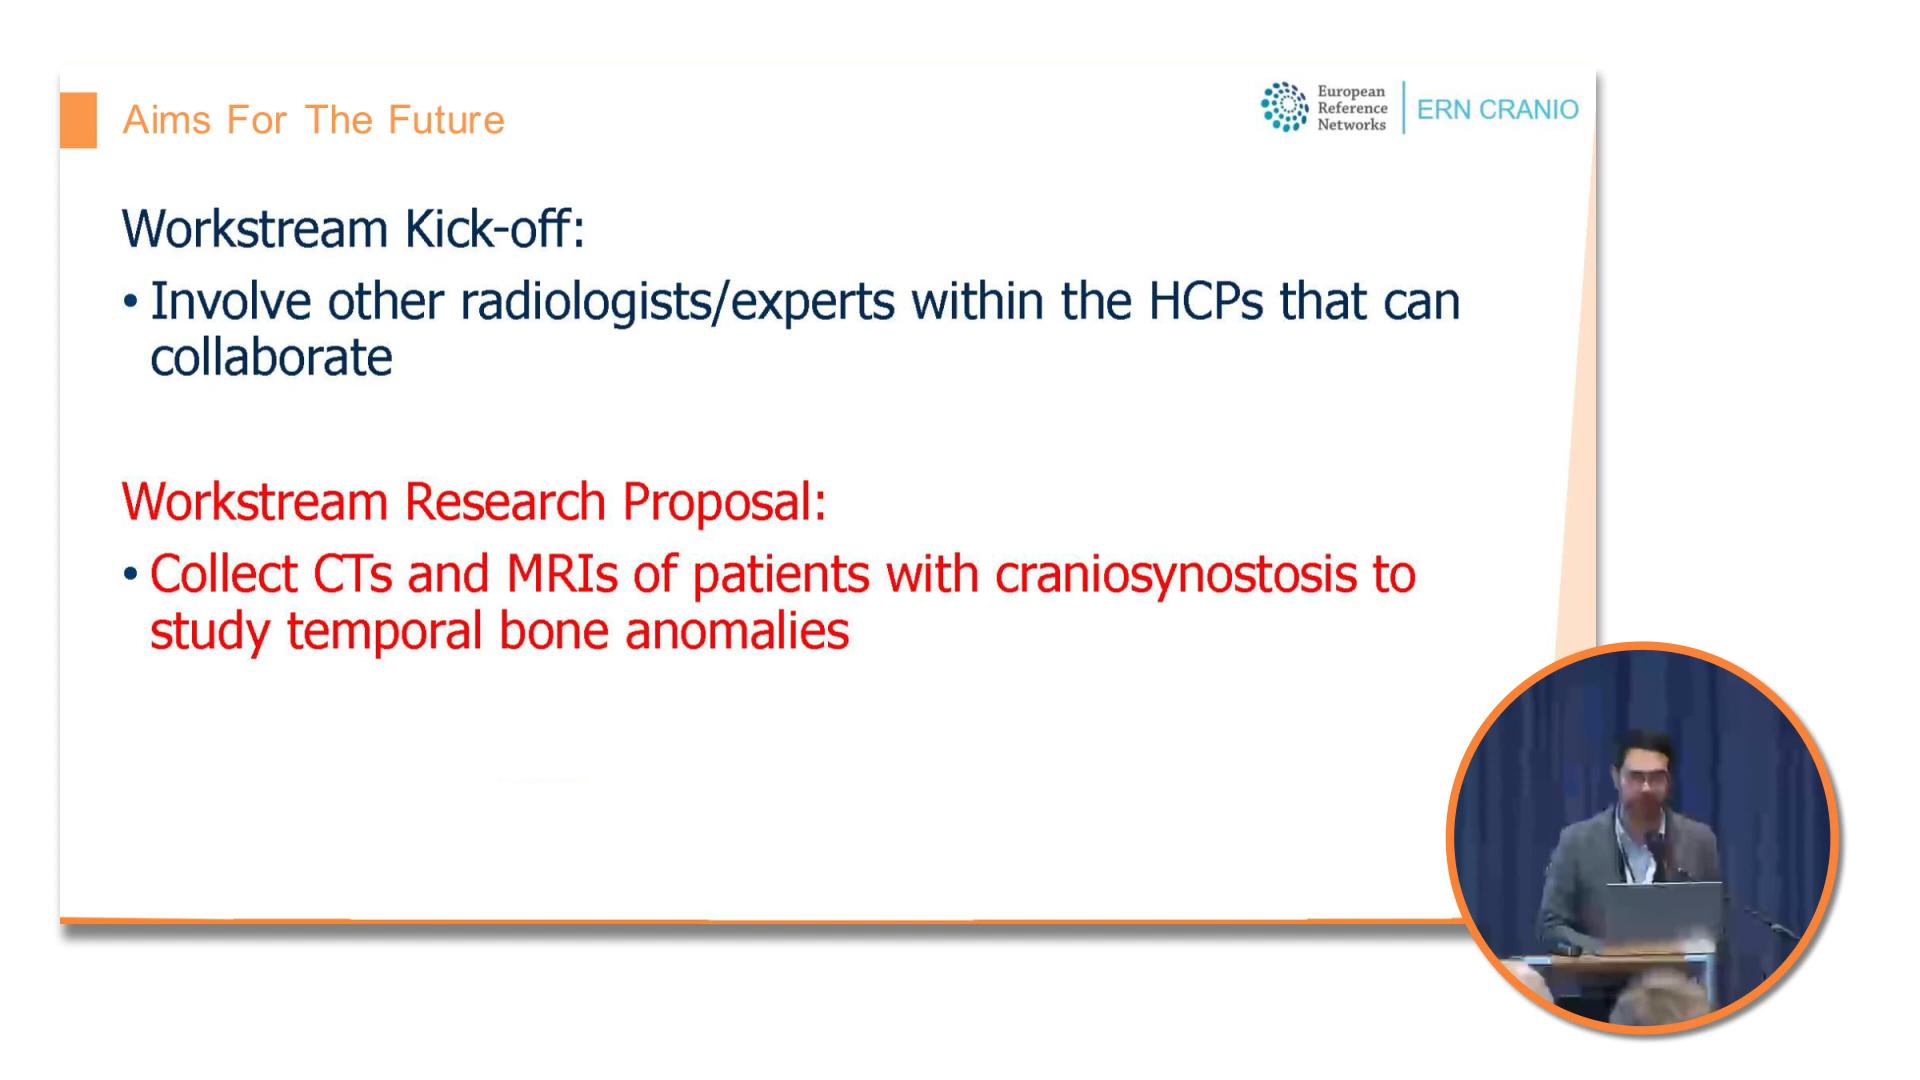 Aims For The Future
European
Reference
Networks
ERN CRANIO
Workstream Kick-off:
• Involve other radiologists/experts within the HCPs that can
collaborate
Workstream Research Proposal:
• Collect CTs and MRIs of patients with craniosynostosis to
study temporal bone anomalies